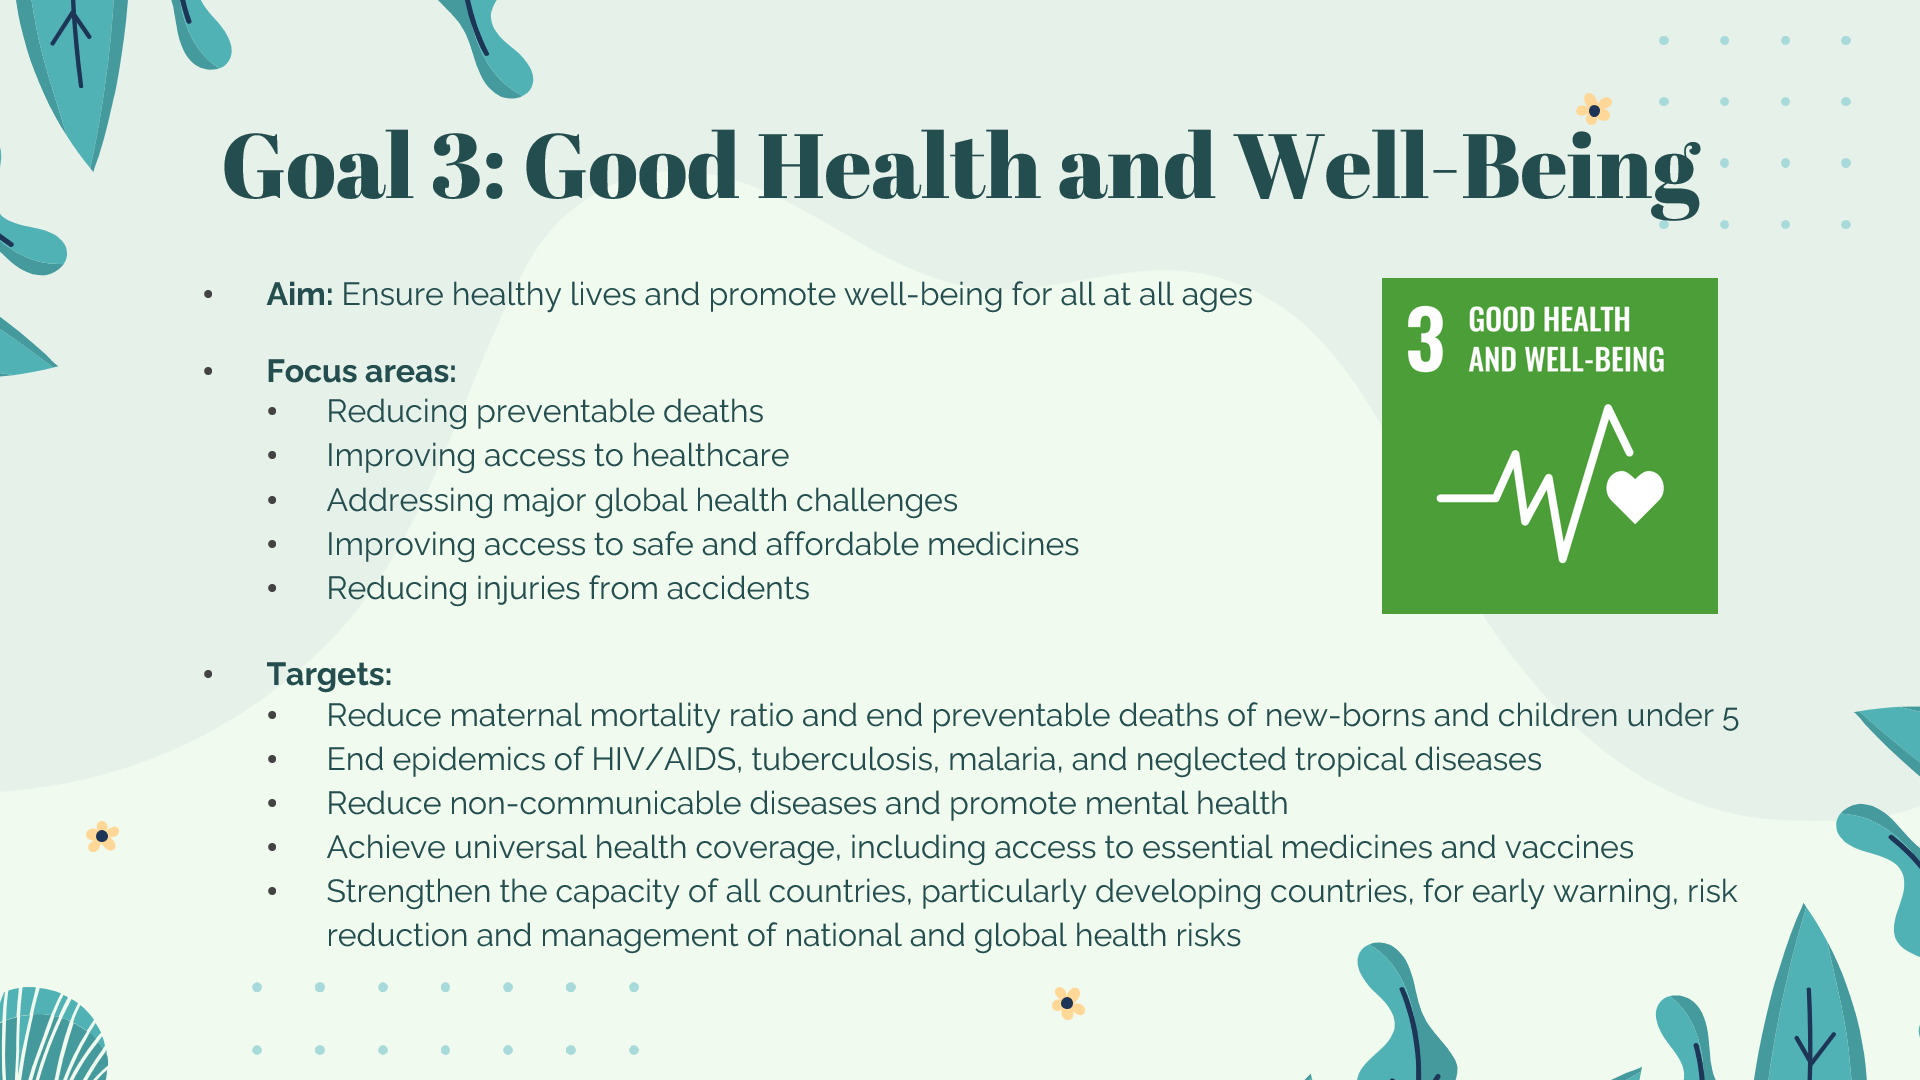 Goal 3: Good Health and Well-Being
• Aim: Ensure healthy lives and promote well-being for all at all ages
• Focus areas:
• Reducing preventable deaths
• Improving access to healthcare
• Addressing major global health challenges
• Improving access to safe and affordable medicines
• Reducing injuries from accidents
3 GOOD HEALTH
AND WELL-BEING
• Targets:
• Reduce maternal mortality ratio and end preventable deaths of new-borns and children under 5
• End epidemics of HIV/AIDS, tuberculosis, malaria, and neglected tropical diseases
• Reduce non-communicable diseases and promote mental health
• Achieve universal health coverage, including access to essential medicines and vaccines
• Strengthen the capacity of all countries, particularly developing countries, for early warning, risk
reduction and management of national and global health risks